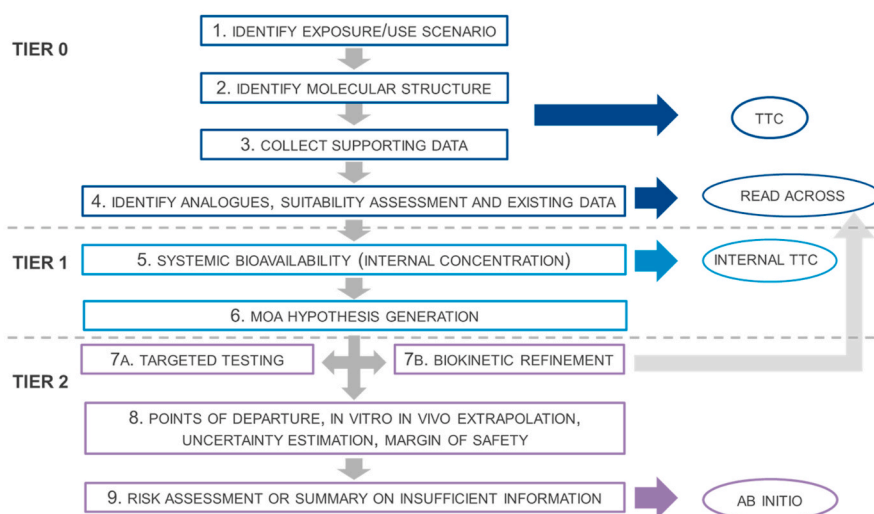 TIER 0
1. IDENTIFY EXPOSURE/USE SCENARIO
2. IDENTIFY MOLECULAR STRUCTURE
TTC
3. COLLECT SUPPORTING DATA
4. IDENTIFY ANALOGUES, SUITABILITY ASSESSMENT AND EXISTING DATA
READ ACROSS
TIER 1
5. SYSTEMIC BIOAVAILABILITY (INTERNAL CONCENTRATION)
INTERNAL TTC
6. MOA HYPOTHESIS GENERATION
TIER 2
7A. TARGETED TESTING
7B. BIOKINETIC REFINEMENT
8. POINTS OF DEPARTURE, IN VITRO IN VIVO EXTRAPOLATION,
UNCERTAINTY ESTIMATION, MARGIN OF SAFETY
9. RISK ASSESSMENT OR SUMMARY ON INSUFFICIENT INFORMATION
AB INITIO